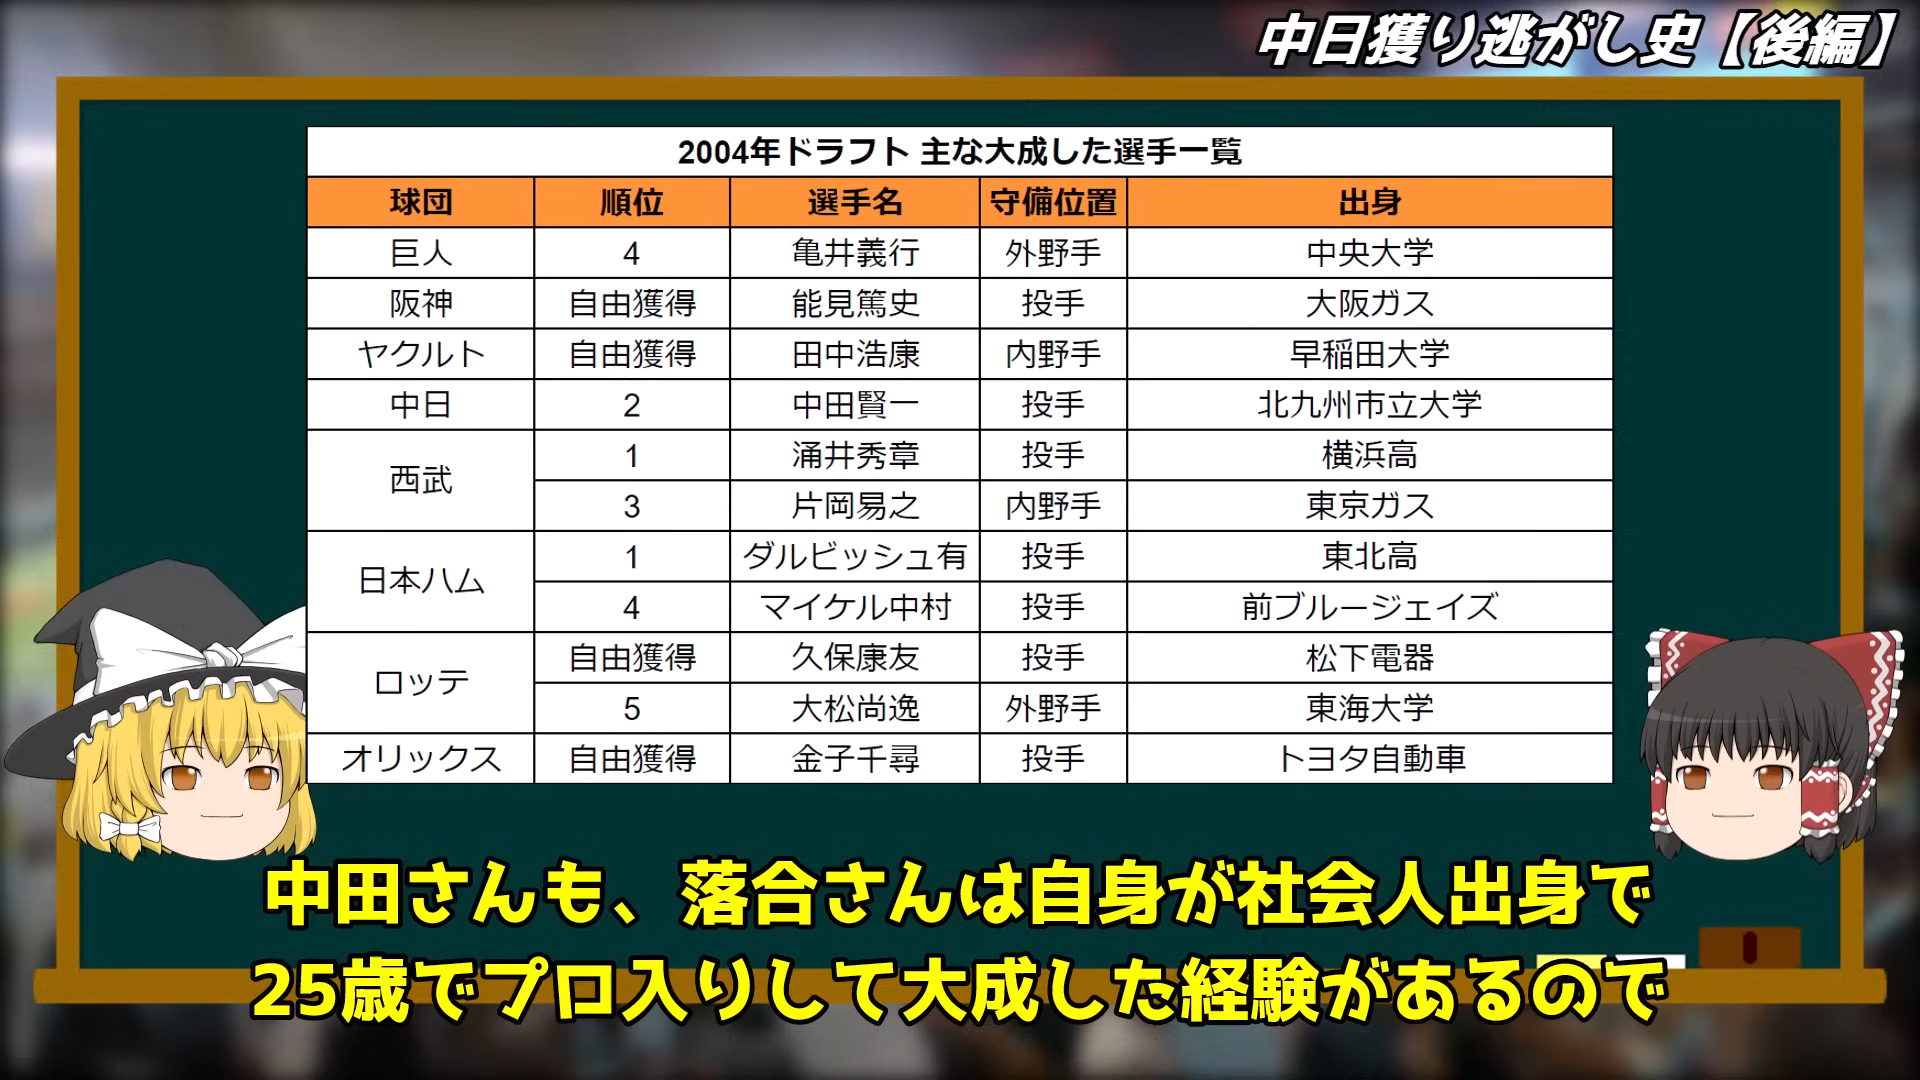 中日獲り逃がし史【後編】
2004年ドラフト 主な大成した選手一覧
球団 順位 選手名 守備位置 出身
巨人 4 亀井義行 外野手 中央大学
阪神 自由獲得 能見篤史 投手 大阪ガス
ヤクルト 自由獲得 田中浩康 内野手 早稲田大学
中日 2 中田賢一 投手 北九州市立大学
西武 1 涌井秀章 投手 横浜高
3 片岡易之 内野手 東京ガス
日本ハム 1 ダルビッシュ有 投手 東北高
4 マイケル中村 投手 前ブルージェイズ
ロッテ 自由獲得 久保康友 投手 松下電器
5 大松尚逸 外野手 東海大学
オリックス 自由獲得 金子千尋 投手 トヨタ自動車
中田さんも、落合さんは自身が社会人出身で
25歳でプロ入りして大成した経験があるので